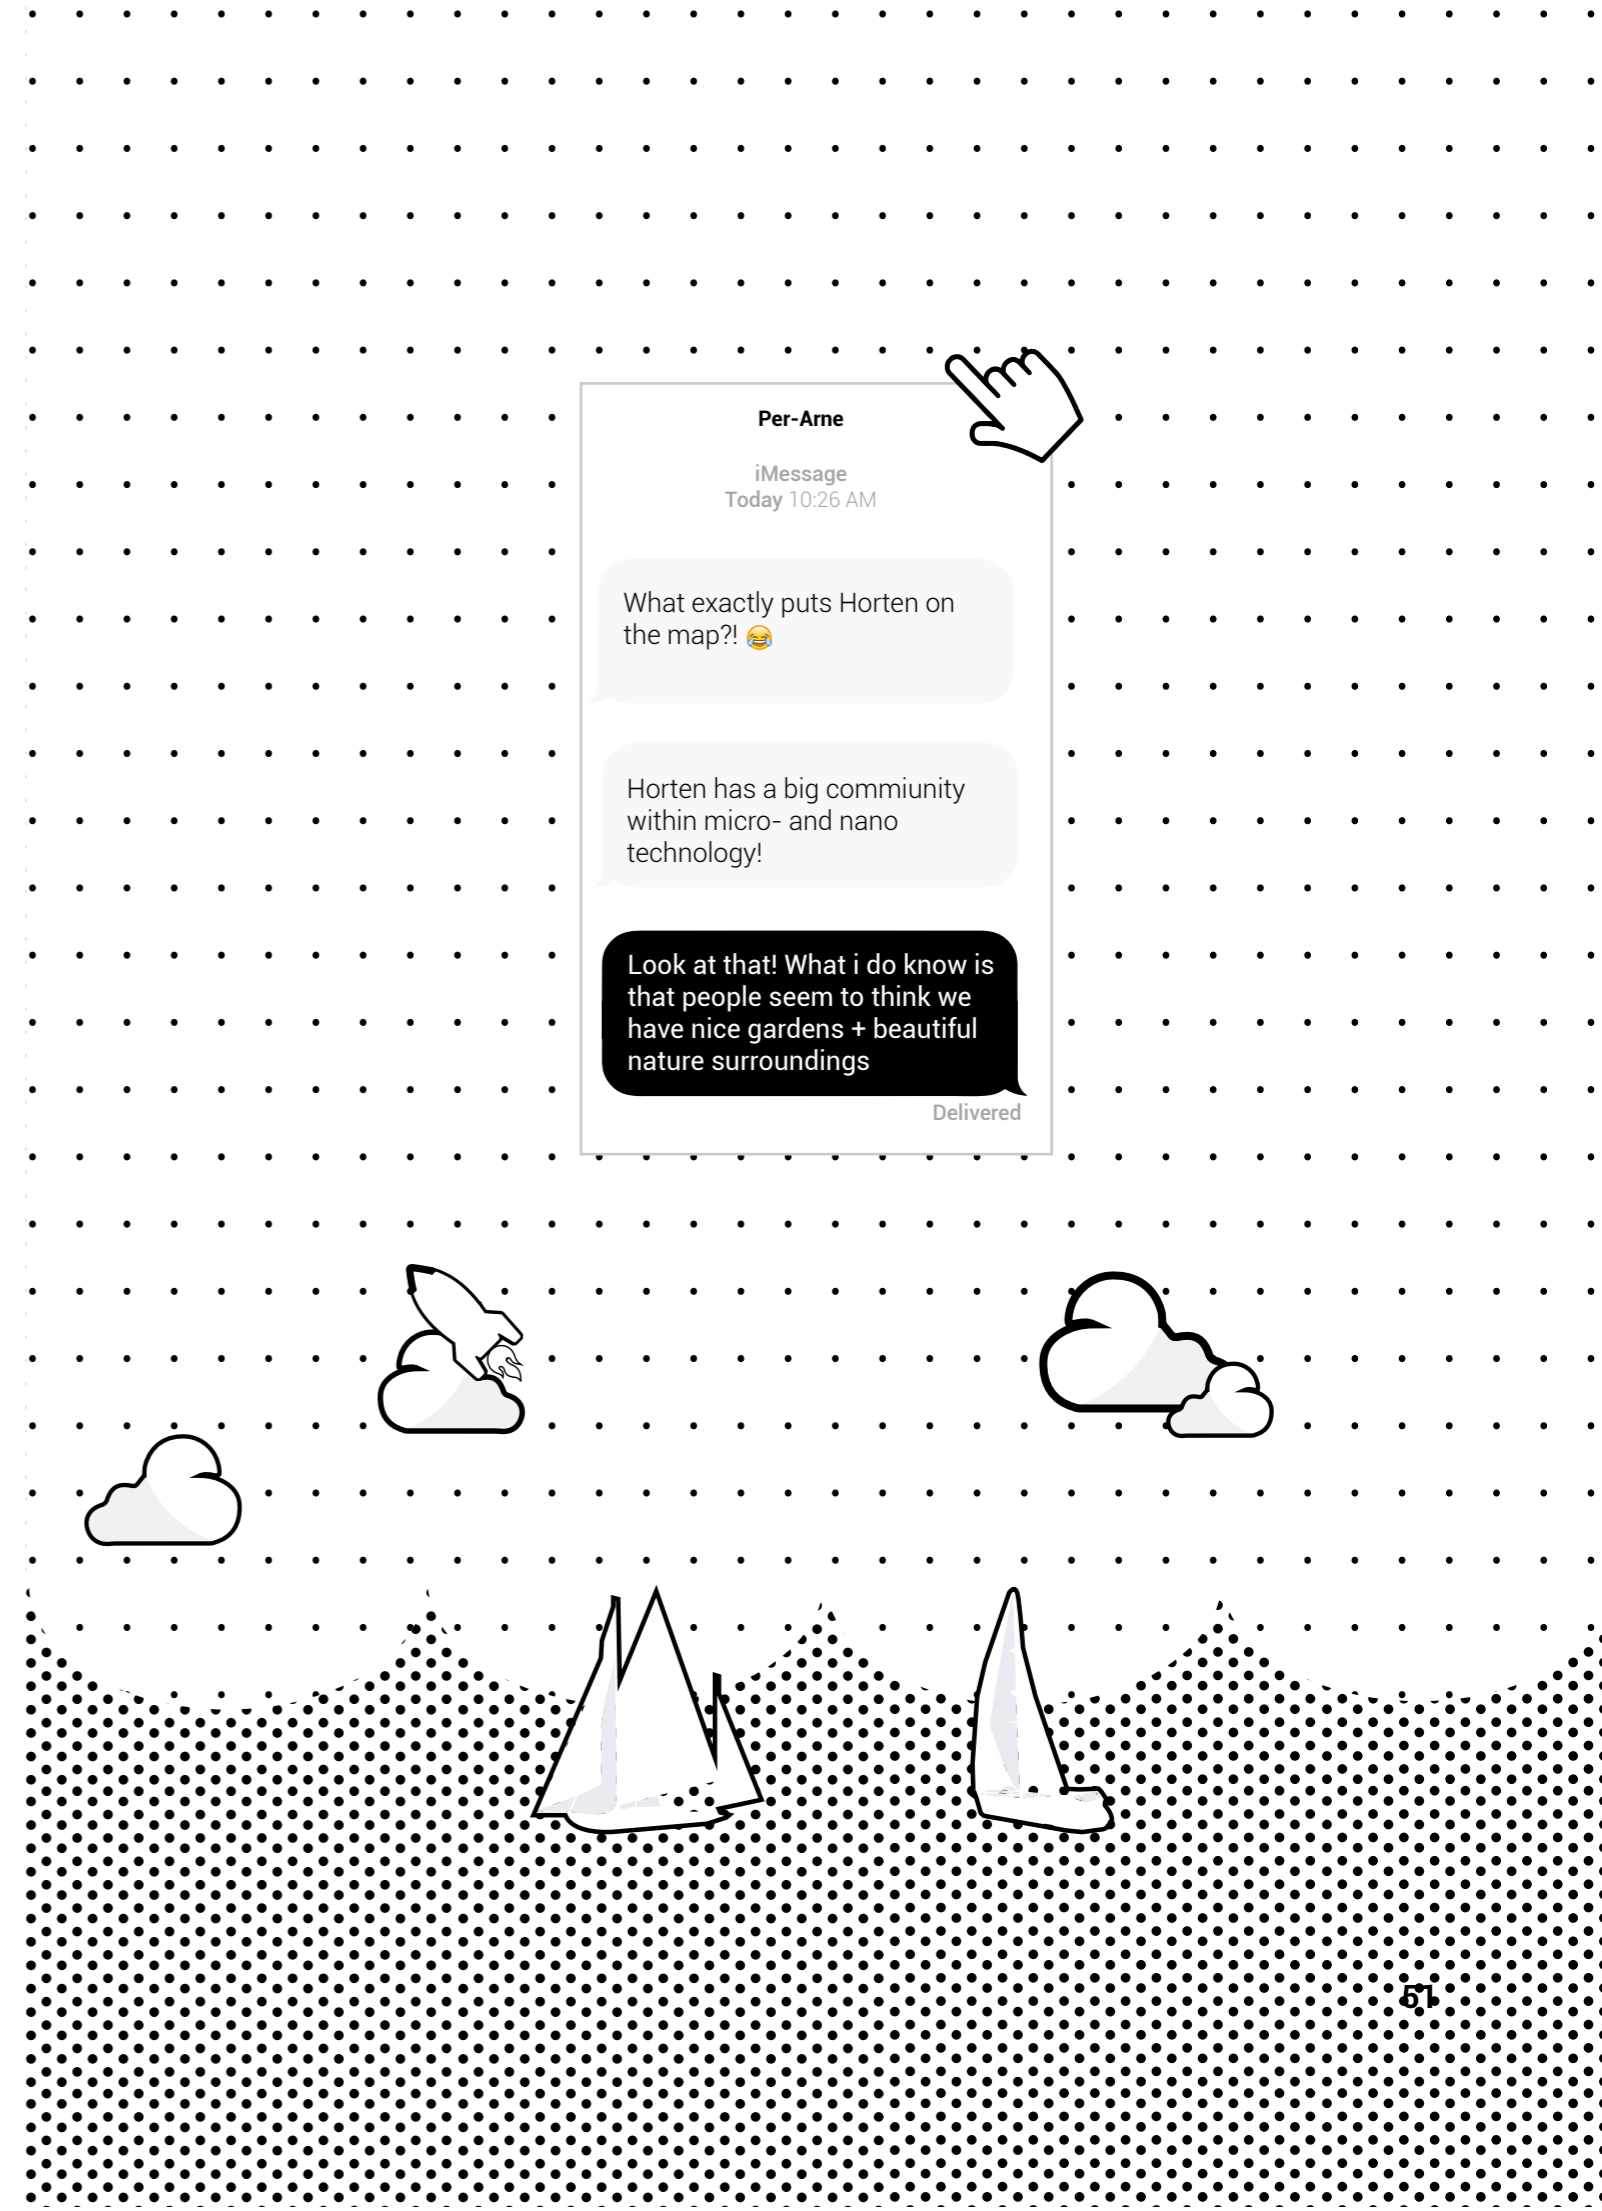 Per-Arne
iMessage
Today 10:26 AM
What exactly puts Horten on
the map?! 😂
Horten has a big commiunity
within micro- and nano
technology!
Look at that! What i do know is
that people seem to think we
have nice gardens + beautiful
nature surroundings
Delivered
51